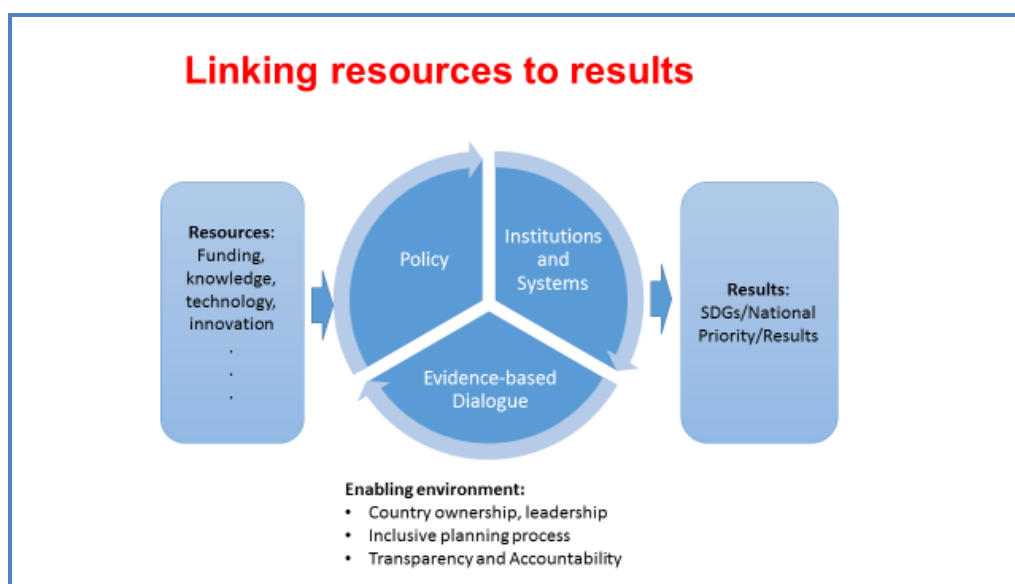 Linking resources to results
Resources:
Funding,
knowledge,
technology,
innovation
.
.
.
Policy
Institutions
and
Systems
Evidence-based
Dialogue
Results:
SDGs/National
Priority/Results
Enabling environment:
• Country ownership, leadership
• Inclusive planning process
• Transparency and Accountability